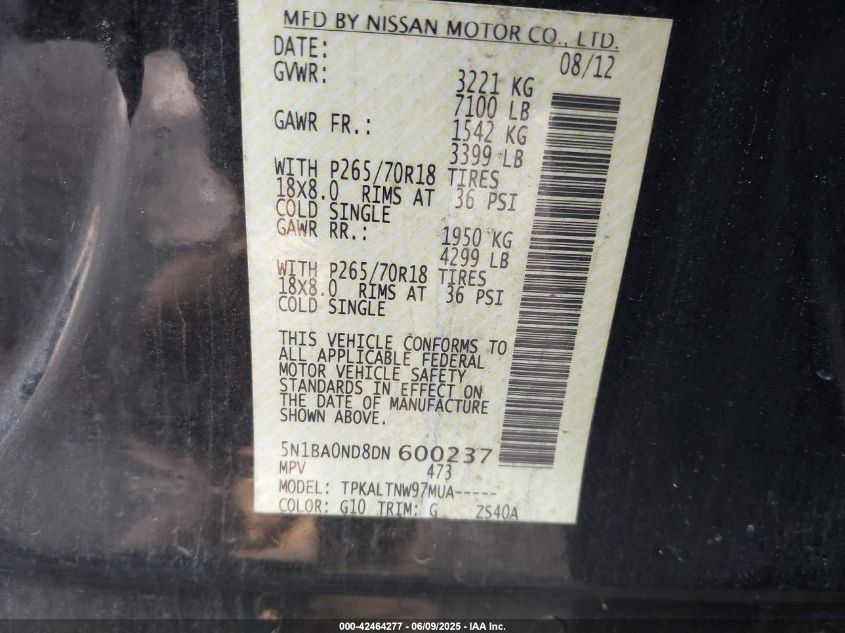 MFD BY NISSAN MOTOR CO., LTD.
DATE: 08/12
GVWR: 3221 KG
7100 LB
GAWR FR.: 1542 KG
3399 LB
WITH P265/70R18 TIRES
18X8.0 RIMS AT 36 PSI
COLD SINGLE
GAWR RR.: 1950 KG
4299 LB
WITH P265/70R18 TIRES
18X8.0 RIMS AT 36 PSI
COLD SINGLE
THIS VEHICLE CONFORMS TO
ALL APPLICABLE FEDERAL
MOTOR VEHICLE SAFETY
STANDARDS IN EFFECT ON
THE DATE OF MANUFACTURE
SHOWN ABOVE.
5N1BA0ND8DN 600237
MPV 473
MODEL: TPKALTNW97MUA-----
COLOR: G10 TRIM: G ZS40A
000-42464277 - 06/09/2025 - IAA Inc.